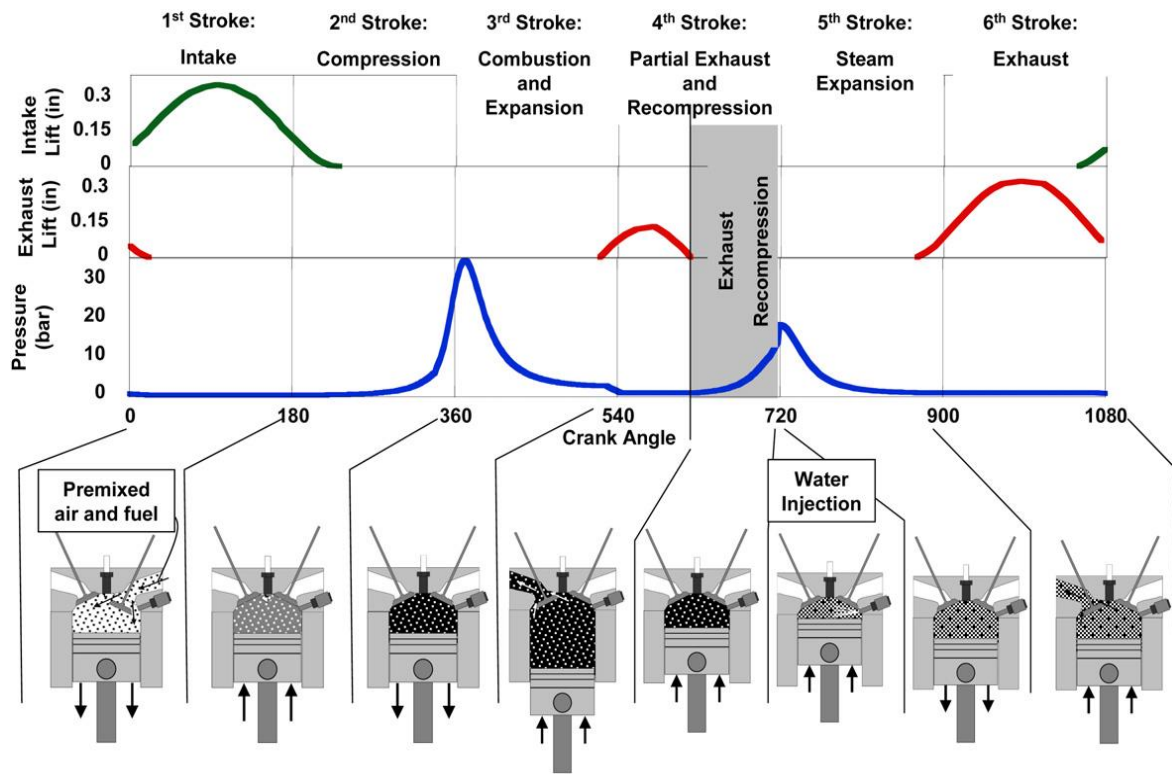 1st Stroke:
Intake
2nd Stroke:
Compression
3rd Stroke:
Combustion
and
Expansion
4th Stroke:
Partial Exhaust
and
Recompression
5th Stroke:
Steam
Expansion
6th Stroke:
Exhaust
Intake
Lift (in)
0.3
0.15
0
Exhaust
Lift (in)
0.3
0.15
0
Exhaust
Recompression
Pressure
(bar)
30
20
10
0
0
180
360
540
720
900
1080
Crank Angle
Premixed
air and fuel
Water
Injection